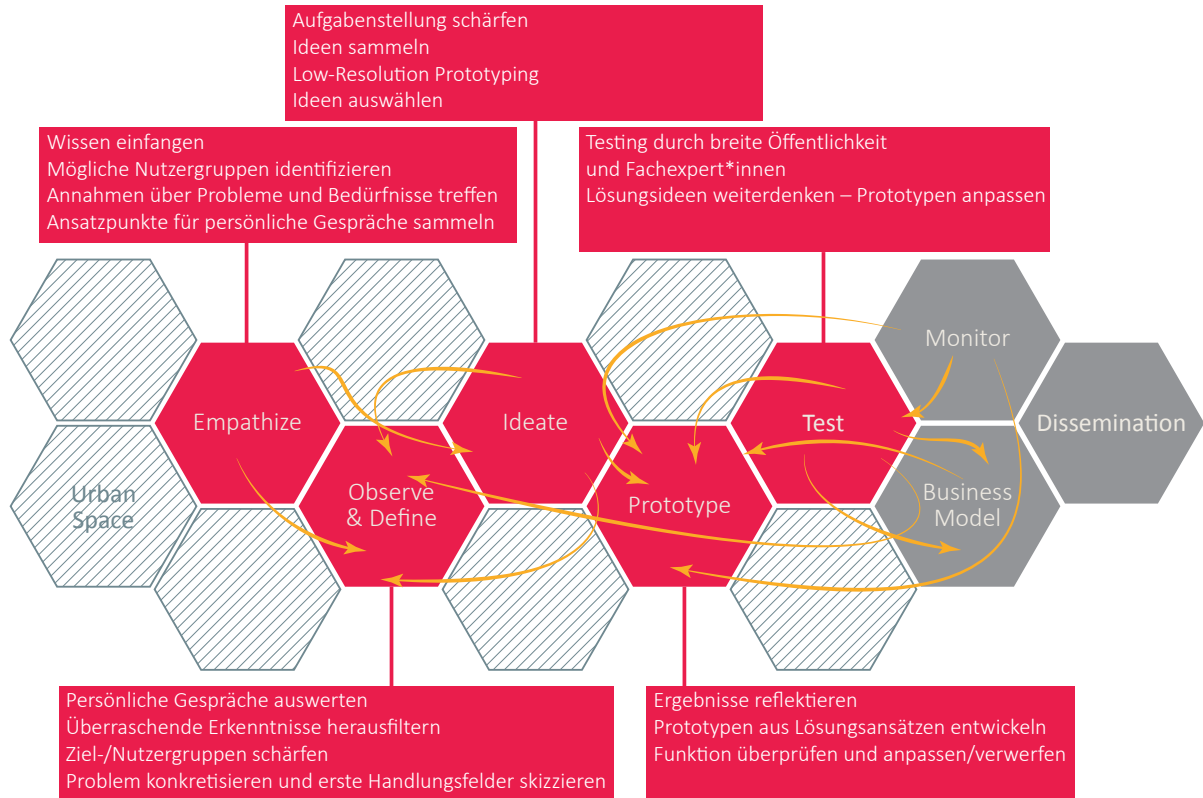 Aufgabenstellung schärfen
Ideen sammeln
Low-Resolution Prototyping
Ideen auswählen
Wissen einfangen
Mögliche Nutzergruppen identifizieren
Annahmen über Probleme und Bedürfnisse treffen
Ansatzpunkte für persönliche Gespräche sammeln
Testing durch breite Öffentlichkeit
und Fachexpert*innen
Lösungsideen weiterdenken – Prototypen anpassen
Monitor
Empathize
Ideate
Test
Dissemination
Urban
Space
Observe
& Define
Prototype
Business
Model
Persönliche Gespräche auswerten
Überraschende Erkenntnisse herausfiltern
Ziel-/Nutzergruppen schärfen
Problem konkretisieren und erste Handlungsfelder skizzieren
Ergebnisse reflektieren
Prototypen aus Lösungsansätzen entwickeln
Funktion überprüfen und anpassen/verwerfen